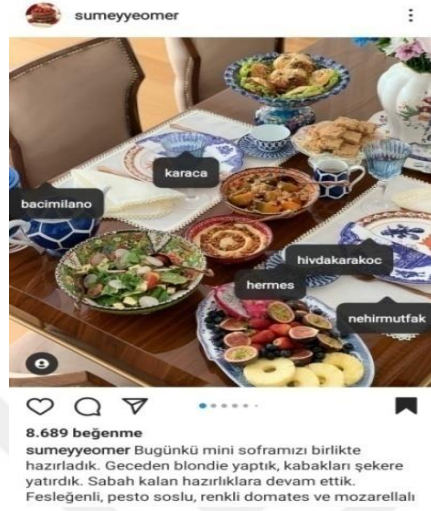 sumeyyeomer
karaca
bacimilano
hivdakarakoc
hermes
nehirmutfak
8.689 beğenme
sumeyyeomer Bugünkü mini soframızı birlikte
hazırladık. Geceden blondie yaptık, kabakları şekere
yatırdık. Sabah kalan hazırlıklara devam ettik.
Fesleğenli, pesto soslu, renkli domates ve mozarellalı